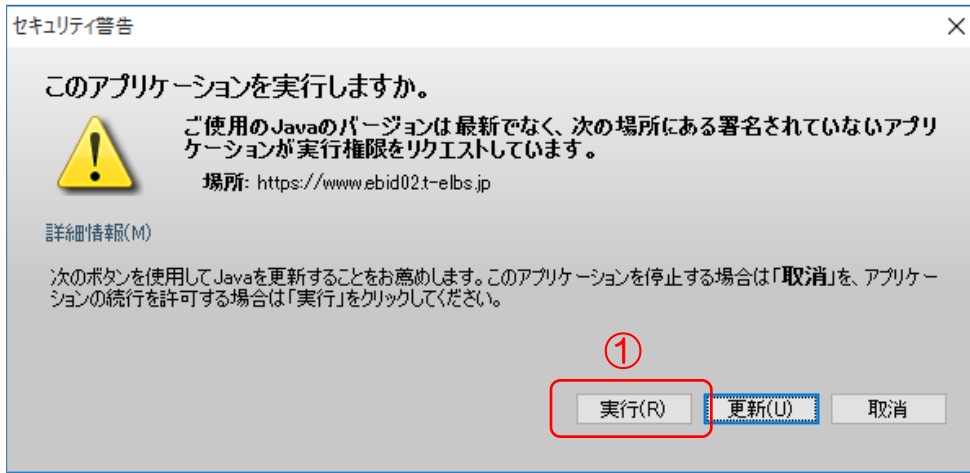 セキュリティ警告
このアプリケーションを実行しますか。
ご使用のJavaのバージョンは最新でなく、次の場所にある署名されていないアプリ
ケーションが実行権限をリクエストしています。
場所: https://www.ebid02.t-elbs.jp
詳細情報(M)
次のボタンを使用してJavaを更新することをお薦めします。このアプリケーションを停止する場合は「取消」を、アプリケー
ションの続行を許可する場合は「実行」をクリックしてください。
①
実行(R) 更新(U) 取消